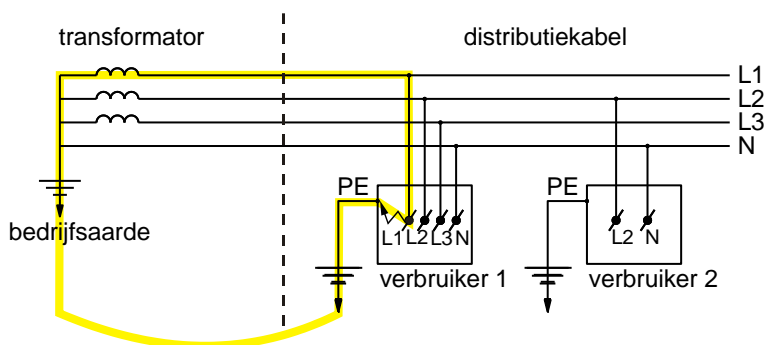 transformator
distributiekabel
L1
L2
L3
N
PE
PE
bedrijfsaarde
L1 L2 L3 N
L2 N
verbruiker 1
verbruiker 2